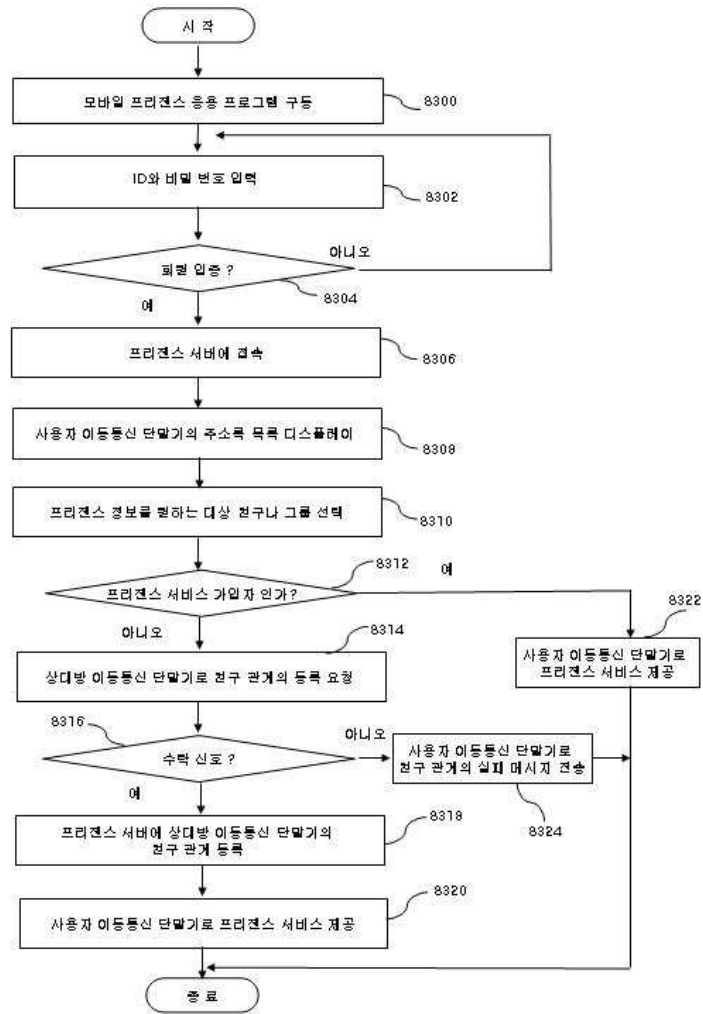 시 작
모바일 프리젠스 응용 프로그램 구동
8300
ID와 비밀 번호 입력
8302
아니오
회원 인증 ?
8304
예
프리젠스 서버에 접속
8306
사용자 이동통신 단말기의 주소록 목록 디스플레이
8308
프리젠스 정보를 원하는 대상 친구나 그룹 선택
8310
8312
예
프리젠스 서비스 가입자 인가?
8322
아니오
8314
사용자 이동통신 단말기로
프리젠스 서비스 제공
상대방 이동통신 단말기로 친구 관계의 등록 요청
8316
아니오
수락 신호 ?
사용자 이동통신 단말기로
친구 관계의 실패 메시지 전송
예
8324
8318
프리젠스 서버에 상대방 이동통신 단말기의
친구 관계 등록
8320
사용자 이동통신 단말기로 프리젠스 서비스 제공
종 료